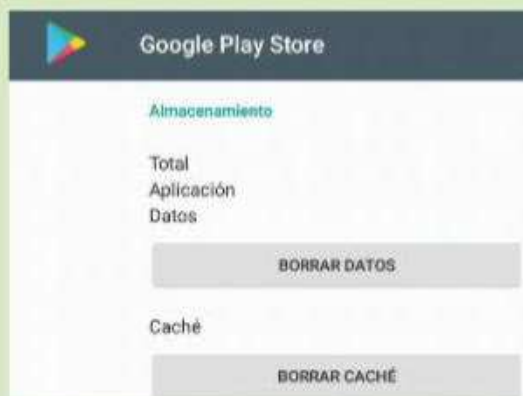 Google Play Store
Almacenamiento
Total
Aplicación
Datos
BORRAR DATOS
Caché
BORRAR CACHÉ